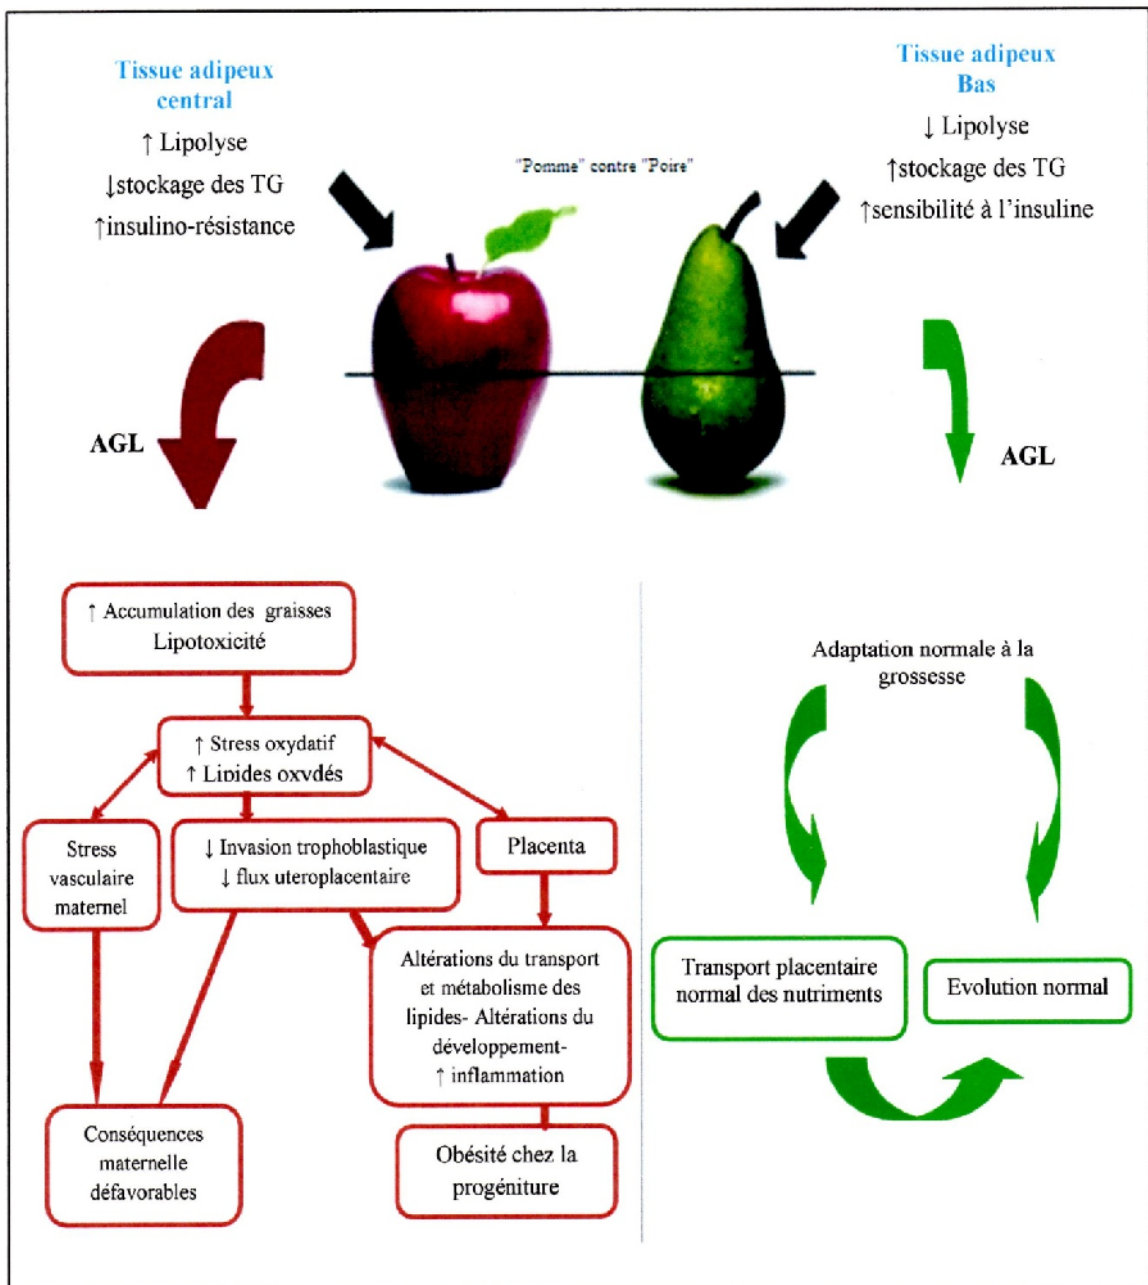 Tissue adipeux
central
↑ Lipolyse
↓stockage des TG
↑insulino-résistance
"Pomme" contre "Poire"
Tissue adipeux
Bas
↓ Lipolyse
↑stockage des TG
↑sensibilité à l'insuline
AGL
AGL
↑ Accumulation des graisses
Lipotoxicité
↑ Stress oxydatif
↑ Lipides oxydés
Stress
vasculaire
maternel
↓ Invasion trophoblastique
↓ flux uteroplacentaire
Placenta
Altérations du transport
et métabolisme des
lipides- Altérations du
développement-
↑ inflammation
Conséquences
maternelle
défavorables
Obésité chez la
progéniture
Adaptation normale à la
grossesse
Transport placentaire
normal des nutriments
Evolution normal